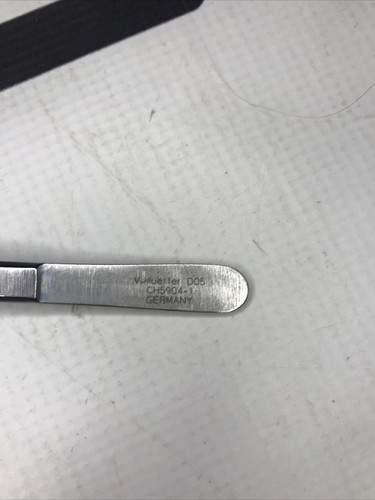 V.Mueller D05
CH5904-1
GERMANY